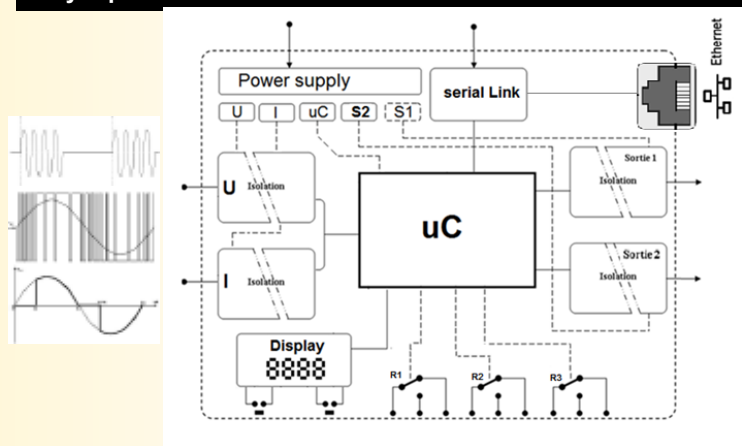 Ethernet
Power supply
serial Link
U
I
uC
S2
S1
U
Isolation
Sortie 1
Isolation
uC
I
Isolation
Sortie 2
Isolation
Display
8888
R1
R2
R3